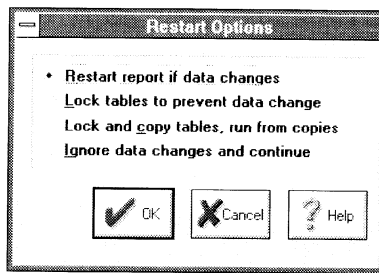 Restart Options
Restart report if data changes
Lock tables to prevent data change
Lock and copy tables, run from copies
Ignore data changes and continue
OK
Cancel
Help